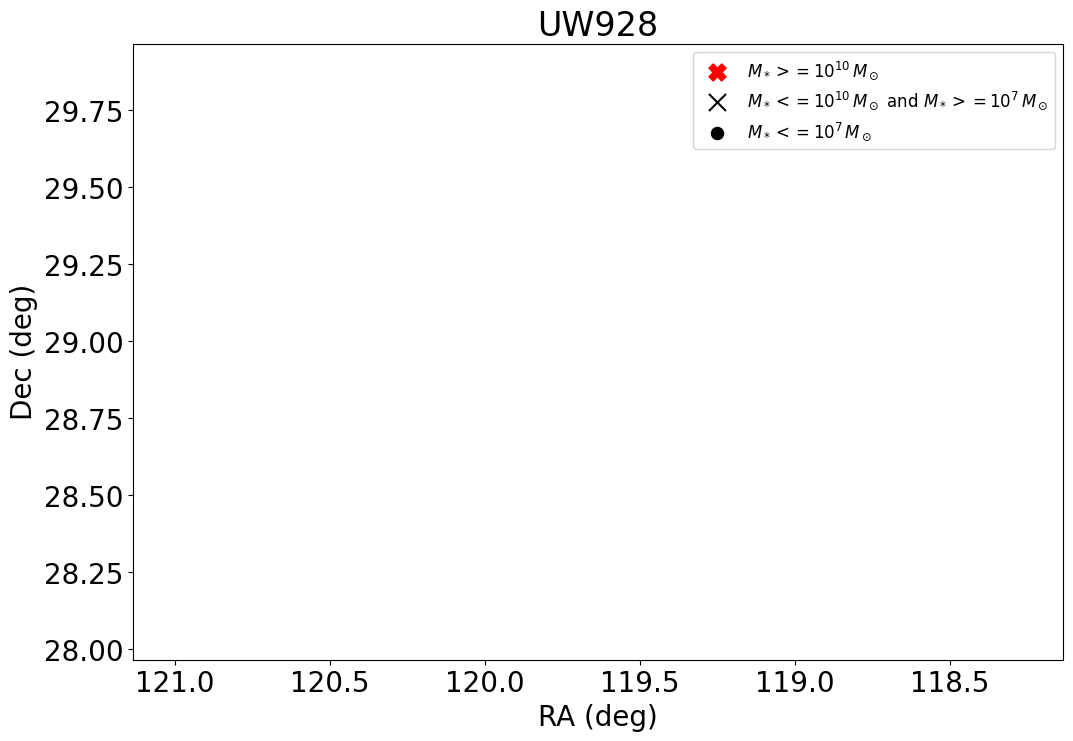 UW928
M* >= 10^10 M⊙
M* <= 10^10 M⊙ and M* >= 10^7 M⊙
M* <= 10^7 M⊙
29.75
29.50
29.25
29.00
28.75
28.50
28.25
28.00
Dec (deg)
121.0 120.5 120.0 119.5 119.0 118.5
RA (deg)